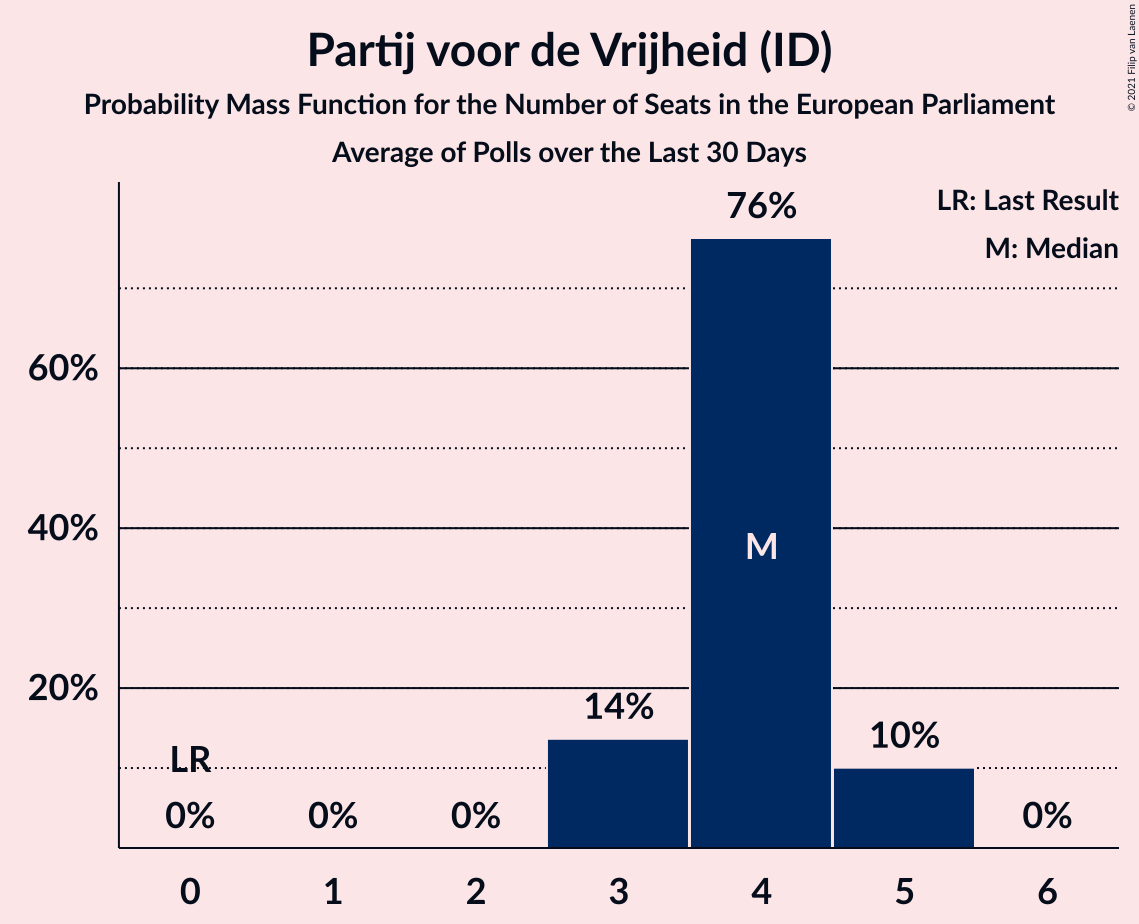 Partij voor de Vrijheid (ID)
Probability Mass Function for the Number of Seats in the European Parliament
Average of Polls over the Last 30 Days
© 2021 Filip van Laenen
LR: Last Result
M: Median
76%
60%
40%
M
20%
14%
10%
LR
0%
0%
0%
0%
0
1
2
3
4
5
6